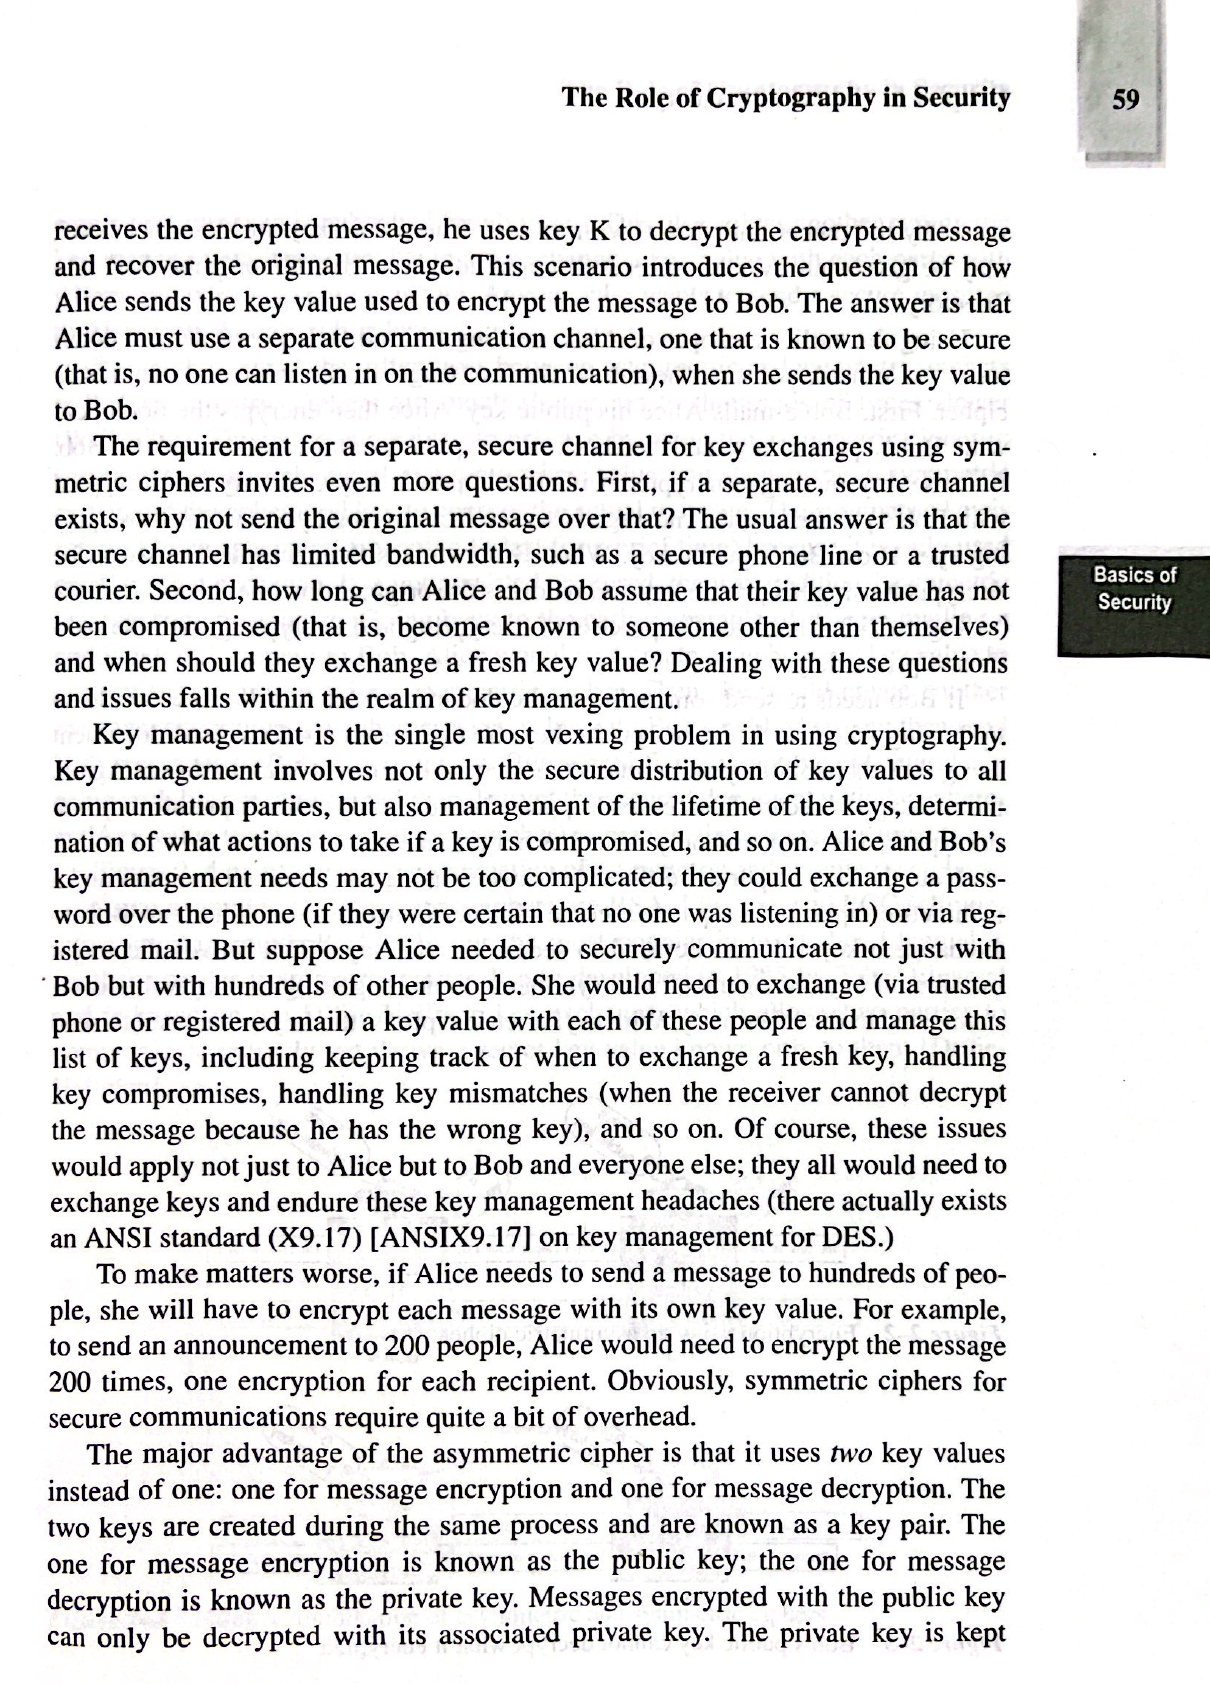 The Role of Cryptography in Security
59
receives the encrypted message, he uses key K to decrypt the encrypted message
and recover the original message. This scenario introduces the question of how
Alice sends the key value used to encrypt the message to Bob. The answer is that
Alice must use a separate communication channel, one that is known to be secure
(that is, no one can listen in on the communication), when she sends the key value
to Bob.
The requirement for a separate, secure channel for key exchanges using sym-
metric ciphers invites even more questions. First, if a separate, secure channel
exists, why not send the original message over that? The usual answer is that the
secure channel has limited bandwidth, such as a secure phone line or a trusted
courier. Second, how long can Alice and Bob assume that their key value has not
been compromised (that is, become known to someone other than themselves)
and when should they exchange a fresh key value? Dealing with these questions
and issues falls within the realm of key management.
Basics of
Security
Key management is the single most vexing problem in using cryptography.
Key management involves not only the secure distribution of key values to all
communication parties, but also management of the lifetime of the keys, determi-
nation of what actions to take if a key is compromised, and so on. Alice and Bob's
key management needs may not be too complicated; they could exchange a pass-
word over the phone (if they were certain that no one was listening in) or via reg-
istered mail. But suppose Alice needed to securely communicate not just with
Bob but with hundreds of other people. She would need to exchange (via trusted
phone or registered mail) a key value with each of these people and manage this
list of keys, including keeping track of when to exchange a fresh key, handling
key compromises, handling key mismatches (when the receiver cannot decrypt
the message because he has the wrong key), and so on. Of course, these issues
would apply not just to Alice but to Bob and everyone else; they all would need to
exchange keys and endure these key management headaches (there actually exists
an ANSI standard (X9.17) [ANSIX9.17] on key management for DES.)
To make matters worse, if Alice needs to send a message to hundreds of peo-
ple, she will have to encrypt each message with its own key value. For example,
to send an announcement to 200 people, Alice would need to encrypt the message
200 times, one encryption for each recipient. Obviously, symmetric ciphers for
secure communications require quite a bit of overhead.
The major advantage of the asymmetric cipher is that it uses two key values
instead of one: one for message encryption and one for message decryption. The
two keys are created during the same process and are known as a key pair. The
one for message encryption is known as the public key; the one for message
decryption is known as the private key. Messages encrypted with the public key
can only be decrypted with its associated private key. The private key is kept